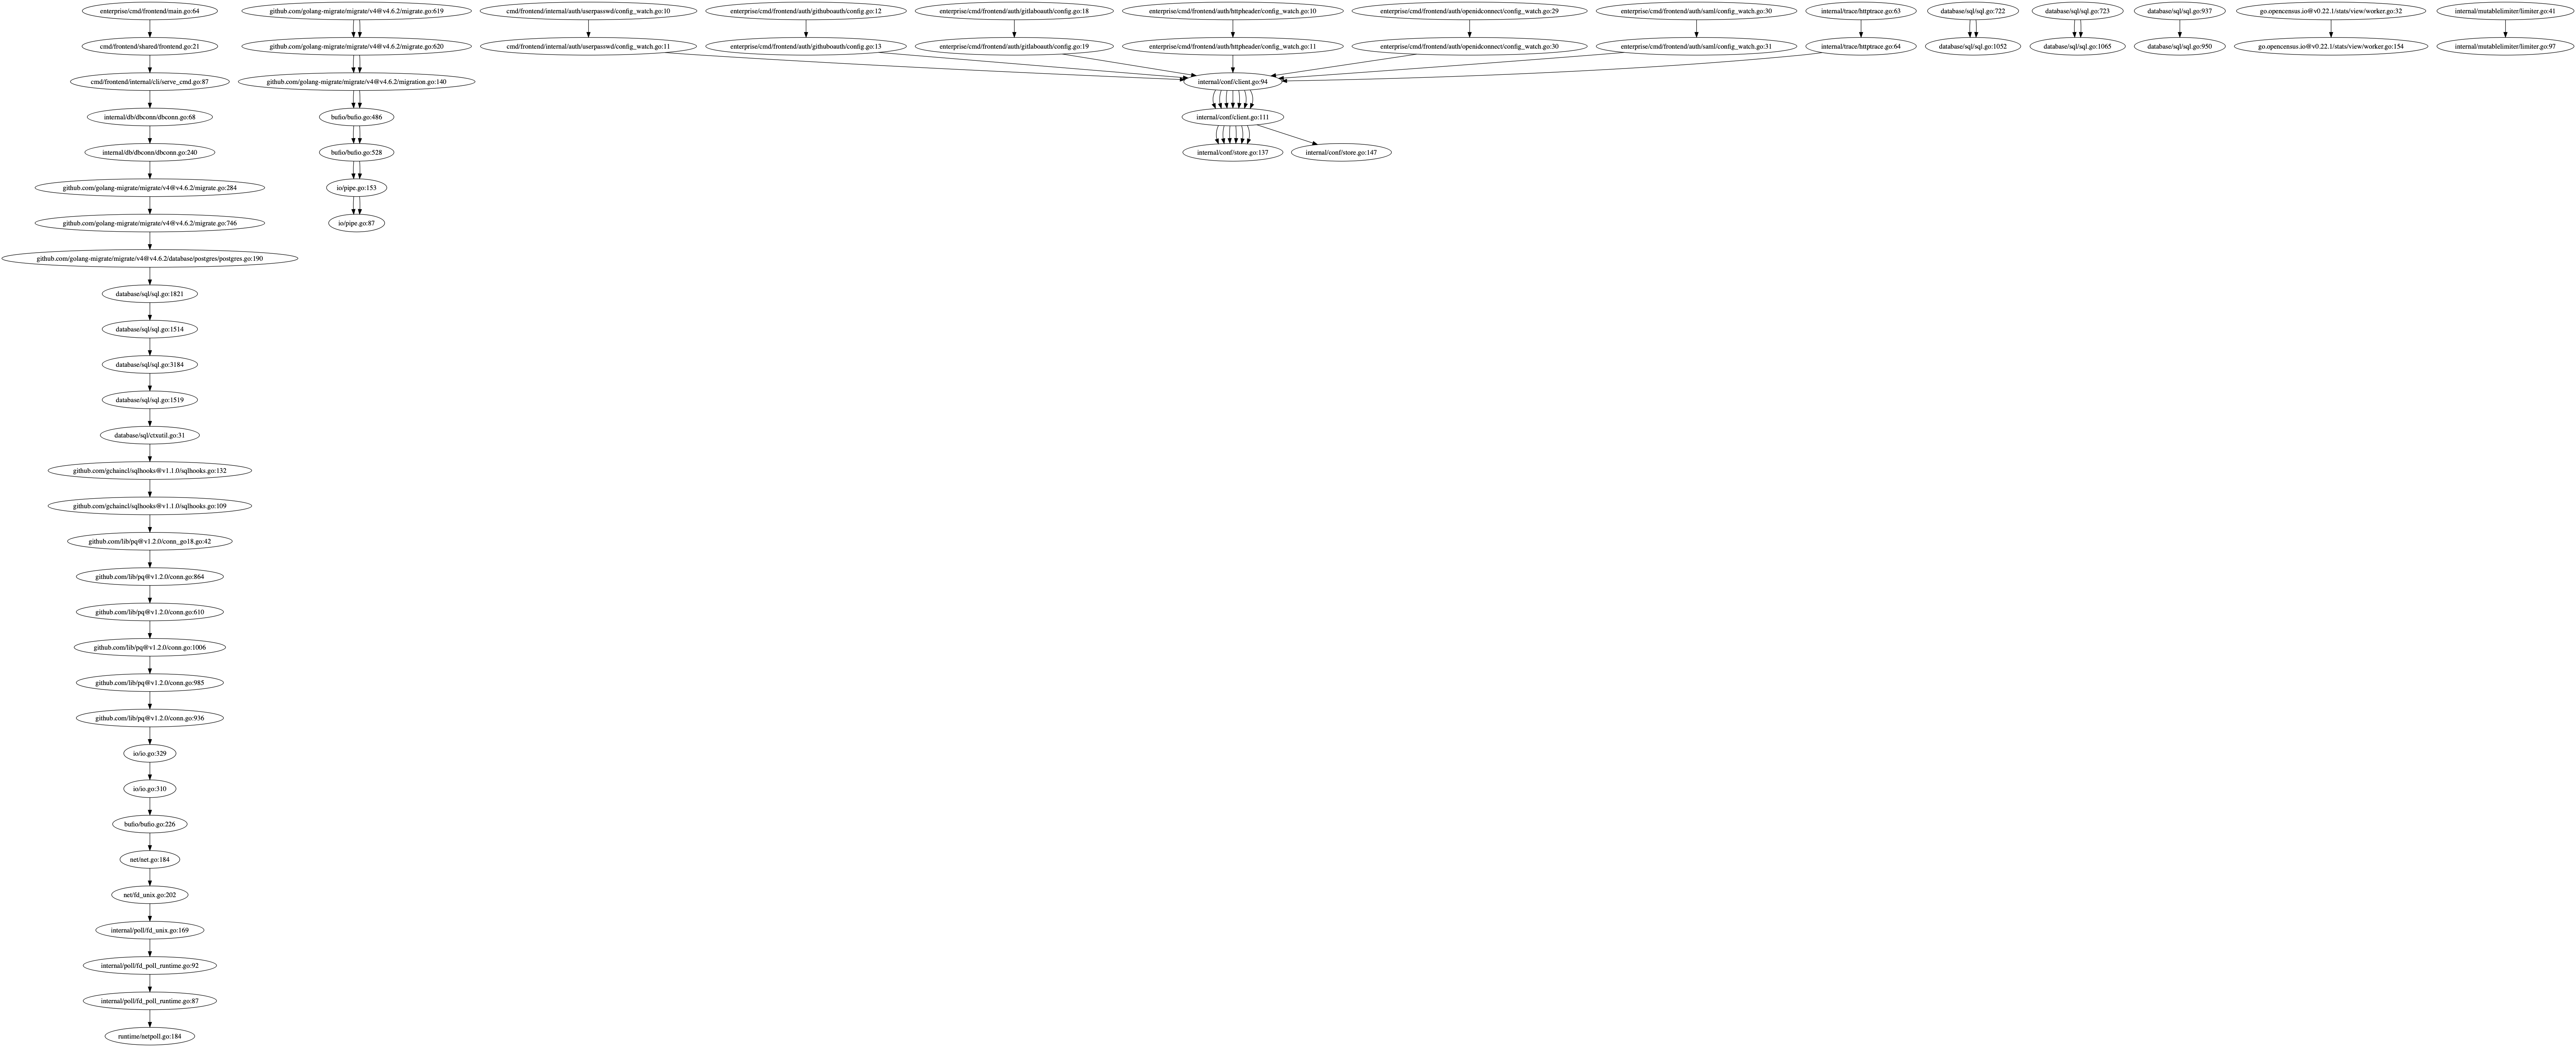 enterprise/cmd/frontend/main.go:64
github.com/golang-migrate/migrate/v4@v4.6.2/migrate.go:619
cmd/frontend/internal/auth/userpasswd/config_watch.go:10
enterprise/cmd/frontend/auth/githuboauth/config.go:12
enterprise/cmd/frontend/auth/gitlaboauth/config.go:18
enterprise/cmd/frontend/auth/httpheader/config_watch.go:10
enterprise/cmd/frontend/auth/openidconnect/config_watch.go:29
enterprise/cmd/frontend/auth/saml/config_watch.go:30
internal/trace/httptrace.go:63
database/sql/sql.go:722
database/sql/sql.go:723
database/sql/sql.go:937
go.opencensus.io@v0.22.1/stats/view/worker.go:32
internal/mutablelimiter/limiter.go:41
cmd/frontend/shared/frontend.go:21
github.com/golang-migrate/migrate/v4@v4.6.2/migrate.go:620
cmd/frontend/internal/auth/userpasswd/config_watch.go:11
enterprise/cmd/frontend/auth/githuboauth/config.go:13
enterprise/cmd/frontend/auth/gitlaboauth/config.go:19
enterprise/cmd/frontend/auth/httpheader/config_watch.go:11
enterprise/cmd/frontend/auth/openidconnect/config_watch.go:30
enterprise/cmd/frontend/auth/saml/config_watch.go:31
internal/trace/httptrace.go:64
database/sql/sql.go:1052
database/sql/sql.go:1065
database/sql/sql.go:950
go.opencensus.io@v0.22.1/stats/view/worker.go:154
internal/mutablelimiter/limiter.go:97
cmd/frontend/internal/cli/serve_cmd.go:87
github.com/golang-migrate/migrate/v4@v4.6.2/migration.go:140
internal/conf/client.go:94
internal/db/dbconn/dbconn.go:68
bufio/bufio.go:486
internal/conf/client.go:111
internal/db/dbconn/dbconn.go:240
bufio/bufio.go:528
internal/conf/store.go:137
internal/conf/store.go:147
github.com/golang-migrate/migrate/v4@v4.6.2/migrate.go:284
io/pipe.go:153
github.com/golang-migrate/migrate/v4@v4.6.2/migrate.go:746
io/pipe.go:87
github.com/golang-migrate/migrate/v4@v4.6.2/database/postgres/postgres.go:190
database/sql/sql.go:1821
database/sql/sql.go:1514
database/sql/sql.go:3184
database/sql/sql.go:1519
database/sql/ctxutil.go:31
github.com/gchaincl/sqlhooks@v1.1.0/sqlhooks.go:132
github.com/gchaincl/sqlhooks@v1.1.0/sqlhooks.go:109
github.com/lib/pq@v1.2.0/conn_go18.go:42
github.com/lib/pq@v1.2.0/conn.go:864
github.com/lib/pq@v1.2.0/conn.go:610
github.com/lib/pq@v1.2.0/conn.go:1006
github.com/lib/pq@v1.2.0/conn.go:985
github.com/lib/pq@v1.2.0/conn.go:936
io/io.go:329
io/io.go:310
bufio/bufio.go:226
net/net.go:184
net/fd_unix.go:202
internal/poll/fd_unix.go:169
internal/poll/fd_poll_runtime.go:92
internal/poll/fd_poll_runtime.go:87
runtime/netpoll.go:184